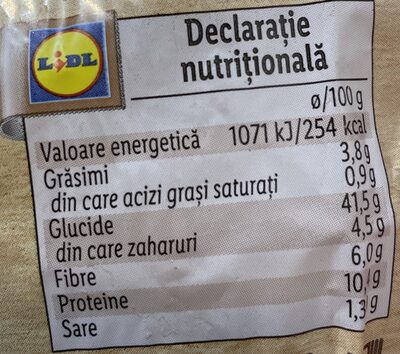 LIDL
Declarație
nutrițională
ø/100 g
Valoare energetică 1071 kJ/254 kcal
Grăsimi 3,8g
din care acizi grași saturați 0,9g
Glucide 41,5g
din care zaharuri 4,5g
Fibre 6,0g
Proteine
Sare 1,3g